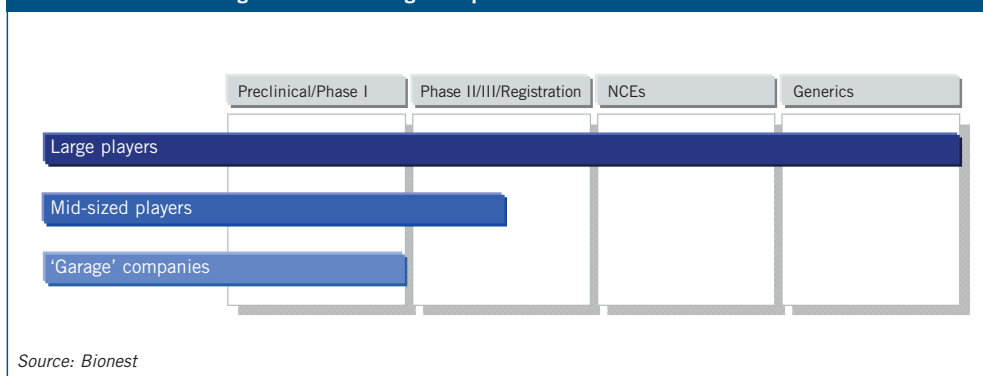 Preclinical/Phase I
Phase II/III/Registration
NCEs
Generics
Large players
Mid-sized players
‘Garage’ companies
Source: Bionest